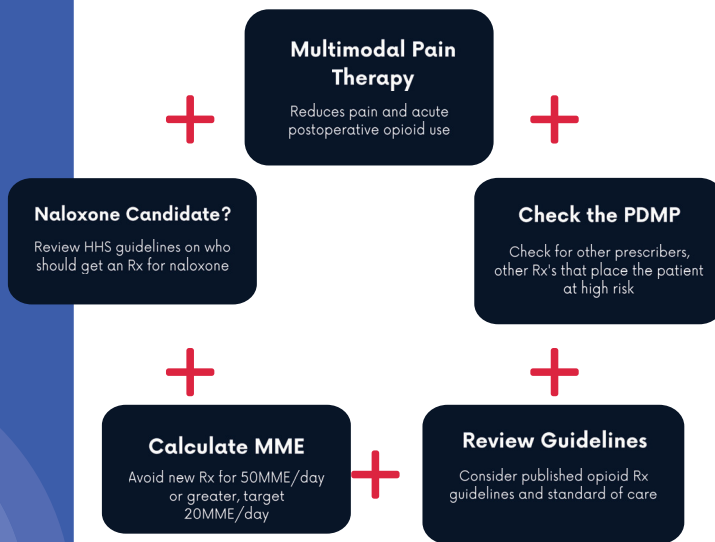 Multimodal Pain
Therapy
Reduces pain and acute
postoperative opioid use
Naloxone Candidate?
Review HHS guidelines on who
should get an Rx for naloxone
Check the PDMP
Check for other prescribers,
other Rx's that place the patient
at high risk
Calculate MME
Avoid new Rx for 50MME/day
or greater, target
20MME/day
Review Guidelines
Consider published opioid Rx
guidelines and standard of care